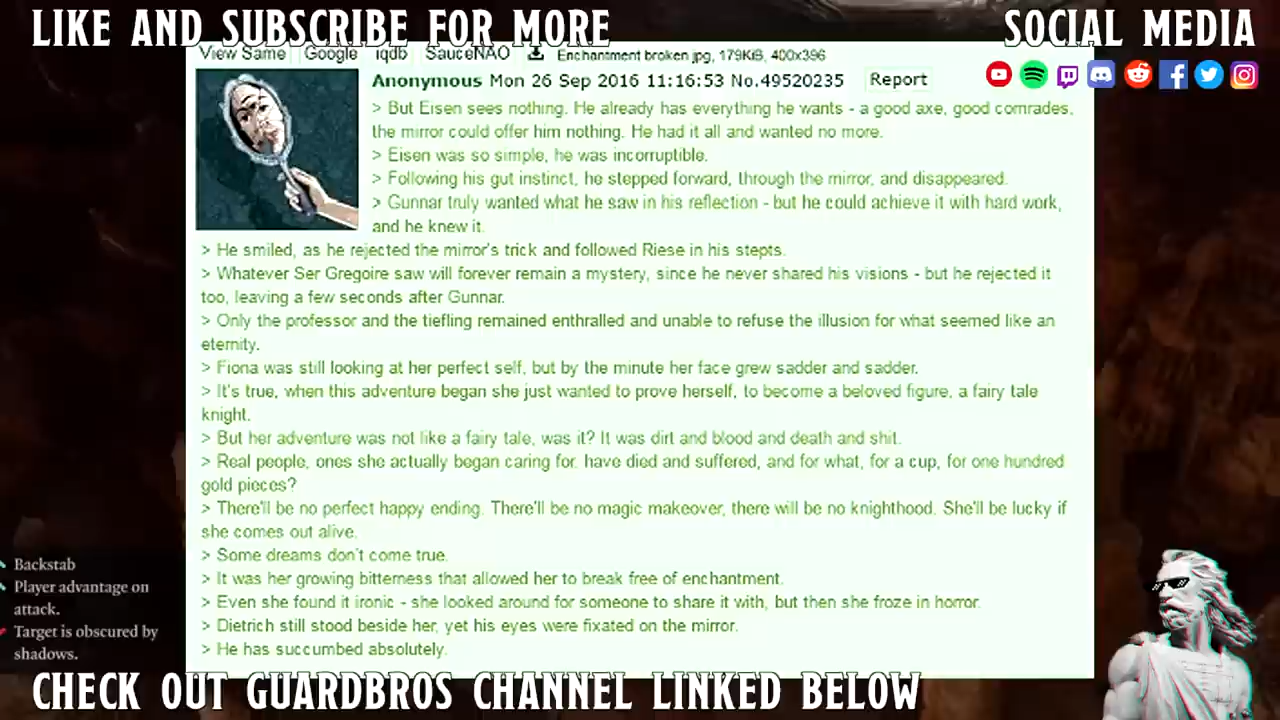 LIKE AND SUBSCRIBE FOR MORE
SOCIAL MEDIA
View Same Google iqdb SauceNAO Enchantment broken jpg, 179KiB, 400x396
Anonymous Mon 26 Sep 2016 11:16:53 No.49520235 Report
> But Eisen sees nothing. He already has everything he wants - a good axe, good comrades,
the mirror could offer him nothing. He had it all and wanted no more.
> Eisen was so simple, he was incorruptible.
> Following his gut instinct, he stepped forward, through the mirror, and disappeared.
> Gunnar truly wanted what he saw in his reflection - but he could achieve it with hard work,
and he knew it.
> He smiled, as he rejected the mirror's trick and followed Riese in his stepts.
> Whatever Ser Gregoire saw will forever remain a mystery, since he never shared his visions - but he rejected it
too, leaving a few seconds after Gunnar.
> Only the professor and the tiefling remained enthralled and unable to refuse the illusion for what seemed like an
eternity.
> Fiona was still looking at her perfect self, but by the minute her face grew sadder and sadder.
> It's true, when this adventure began she just wanted to prove herself, to become a beloved figure, a fairy tale
knight.
> But her adventure was not like a fairy tale, was it? It was dirt and blood and death and shit.
> Real people, ones she actually began caring for, have died and suffered, and for what, for a cup, for one hundred
gold pieces?
> There'll be no perfect happy ending. There'll be no magic makeover, there will be no knighthood. She'll be lucky if
she comes out alive.
> Some dreams don't come true.
> It was her growing bitterness that allowed her to break free of enchantment.
> Even she found it ironic - she looked around for someone to share it with, but then she froze in horror.
> Dietrich still stood beside her, yet his eyes were fixated on the mirror.
> He has succumbed absolutely.
Backstab
Player advantage on
attack.
Target is obscured by
shadows.
CHECK OUT GUARDBROS CHANNEL LINKED BELOW